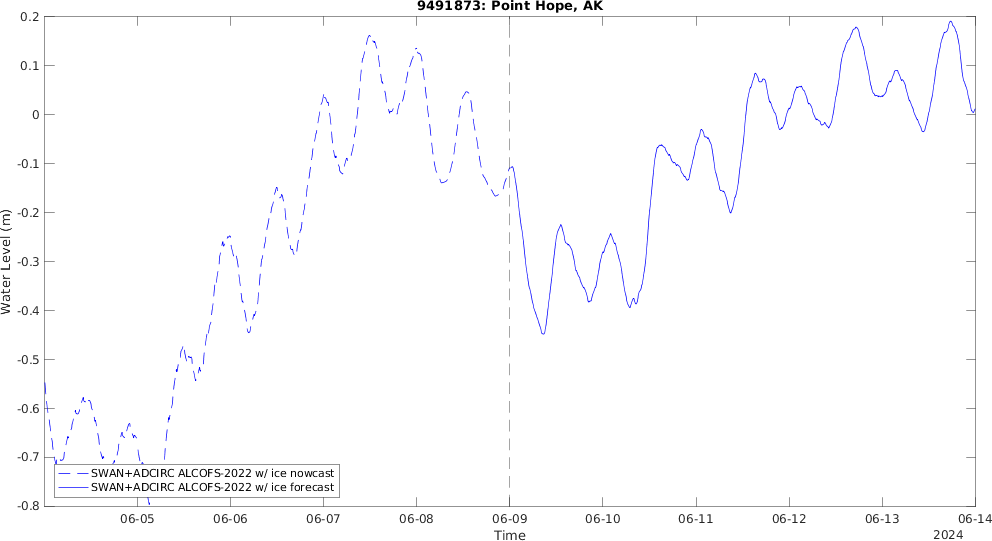 9491873: Point Hope, AK
0.2
0.1
0
-0.1
-0.2
-0.3
-0.4
-0.5
-0.6
-0.7
-0.8
Water Level (m)
SWAN+ADCIRC ALCOFS-2022 w/ ice nowcast
SWAN+ADCIRC ALCOFS-2022 w/ ice forecast
06-05 06-06 06-07 06-08 06-09 06-10 06-11 06-12 06-13 06-14
Time
2024